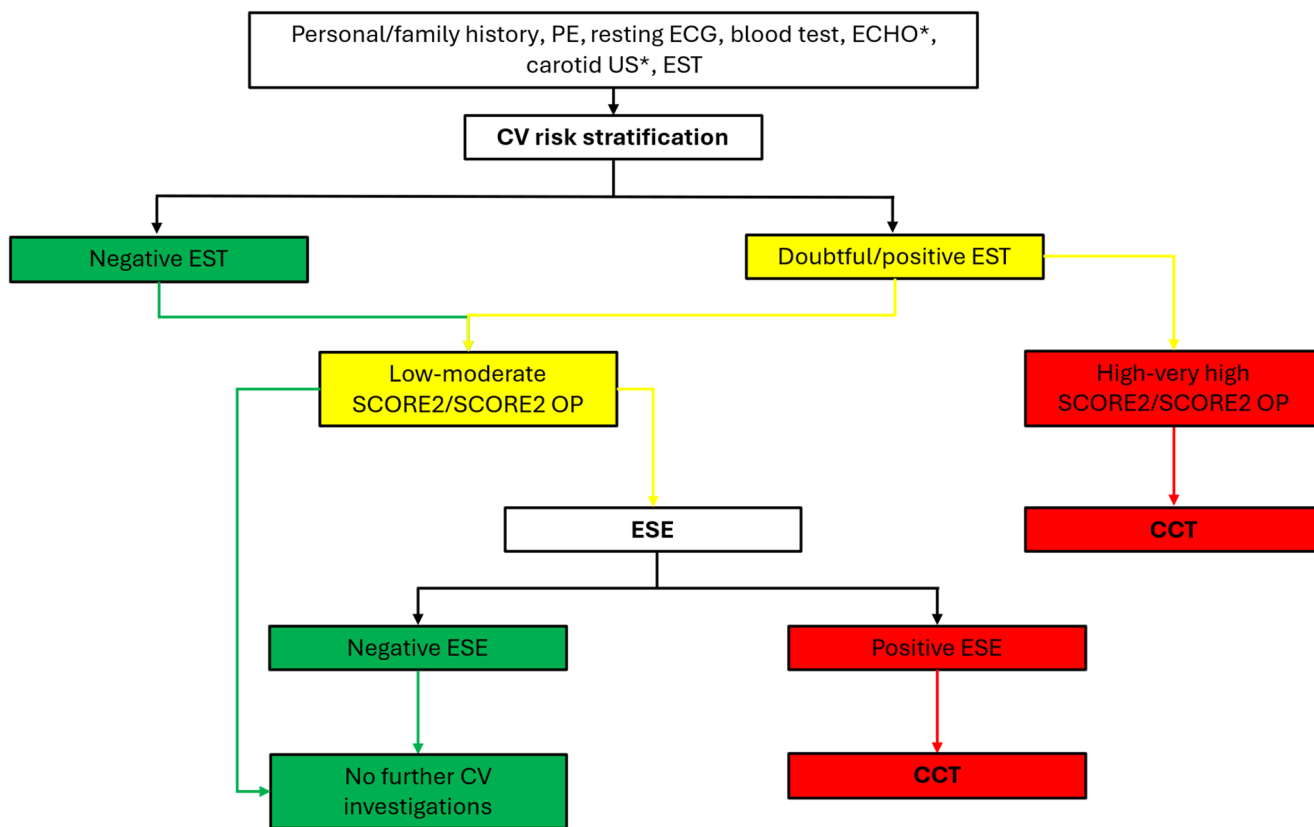 Personal/family history, PE, resting ECG, blood test, ECHO*,
carotid US*, EST
CV risk stratification
Negative EST
Doubtful/positive EST
Low-moderate
SCORE2/SCORE2 OP
High-very high
SCORE2/SCORE2 OP
ESE
CCT
Negative ESE
Positive ESE
No further CV
investigations
CCT